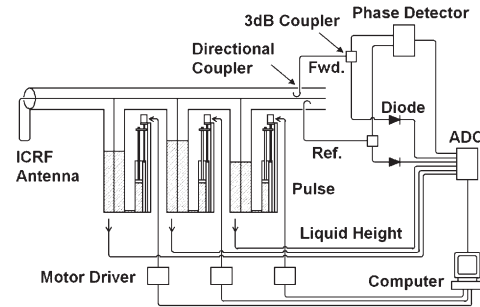 3dB Coupler
Phase Detector
Directional
Coupler
Fwd.
Diode
ADC
ICRF
Antenna
Ref.
Pulse
Liquid Height
Motor Driver
Computer